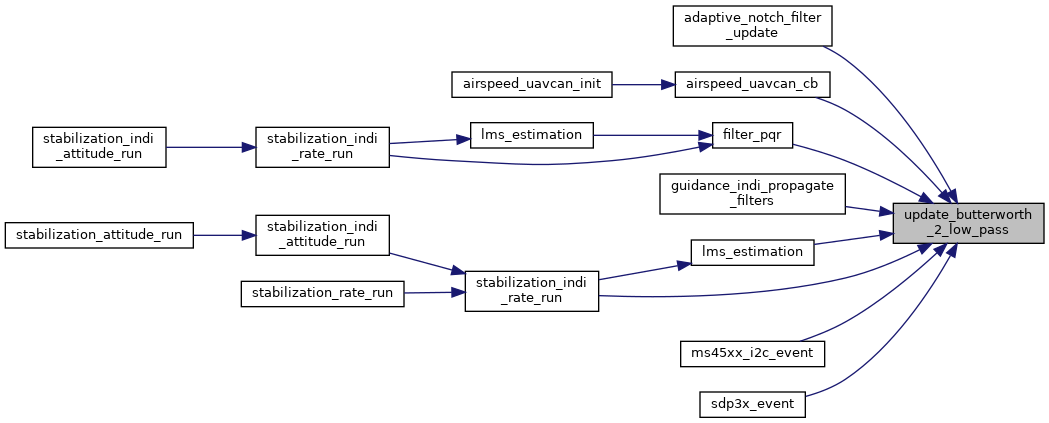 adaptive_notch_filter
_update
airspeed_uavcan_init
airspeed_uavcan_cb
stabilization_indi
_attitude_run
stabilization_indi
_rate_run
lms_estimation
filter_pqr
guidance_indi_propagate
_filters
update_butterworth
_2_low_pass
stabilization_attitude_run
stabilization_indi
_attitude_run
lms_estimation
stabilization_rate_run
stabilization_indi
_rate_run
ms45xx_i2c_event
sdp3x_event